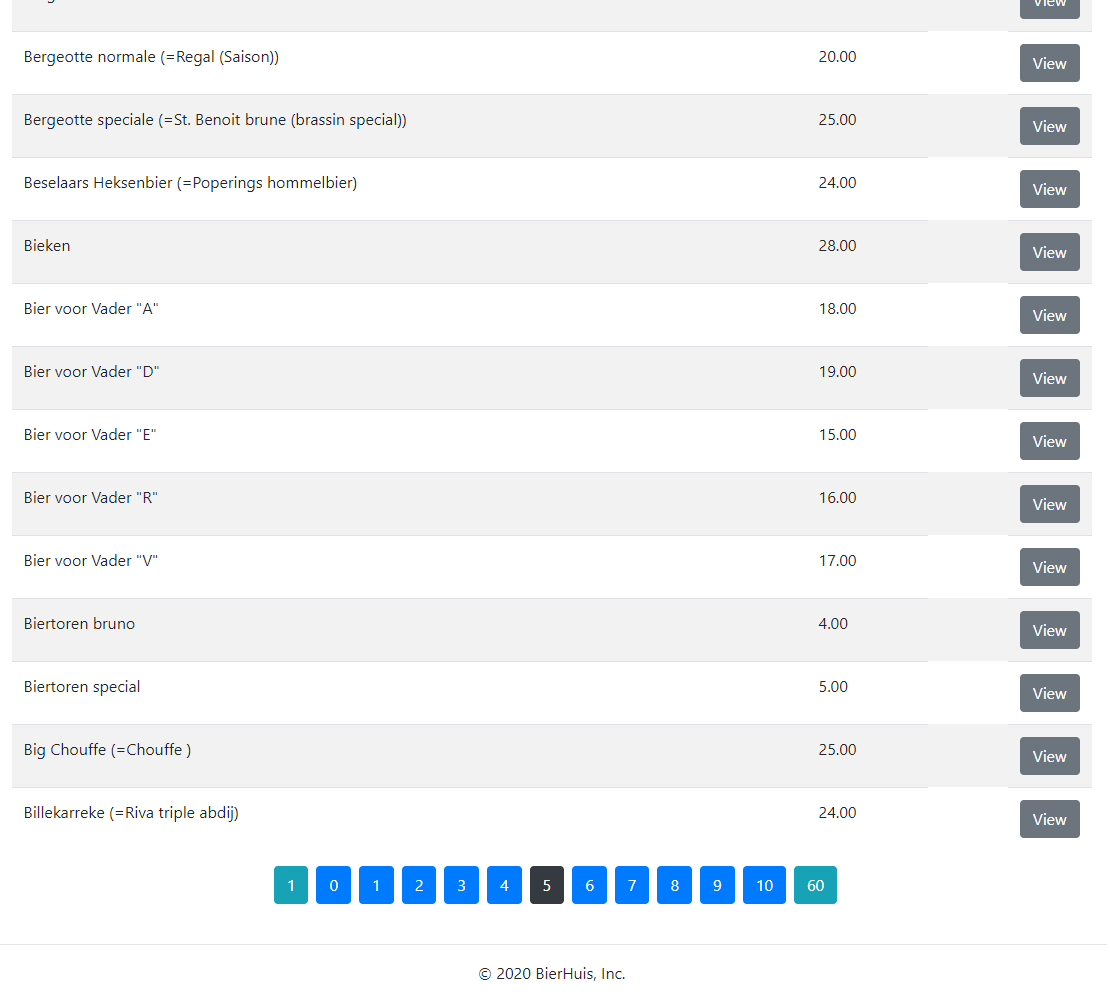 View
Bergeotte normale (=Regal (Saison)) 20.00 View
Bergeotte speciale (=St. Benoit brune (brassin special)) 25.00 View
Beselaars Heksenbier (=Poperings hommelbier) 24.00 View
Bieken 28.00 View
Bier voor Vader "A" 18.00 View
Bier voor Vader "D" 19.00 View
Bier voor Vader "E" 15.00 View
Bier voor Vader "R" 16.00 View
Bier voor Vader "V" 17.00 View
Biertoren bruno 4.00 View
Biertoren special 5.00 View
Big Chouffe (=Chouffe ) 25.00 View
Billekarreke (=Riva triple abdij) 24.00 View
1 0 1 2 3 4 5 6 7 8 9 10 60
© 2020 BierHuis, Inc.